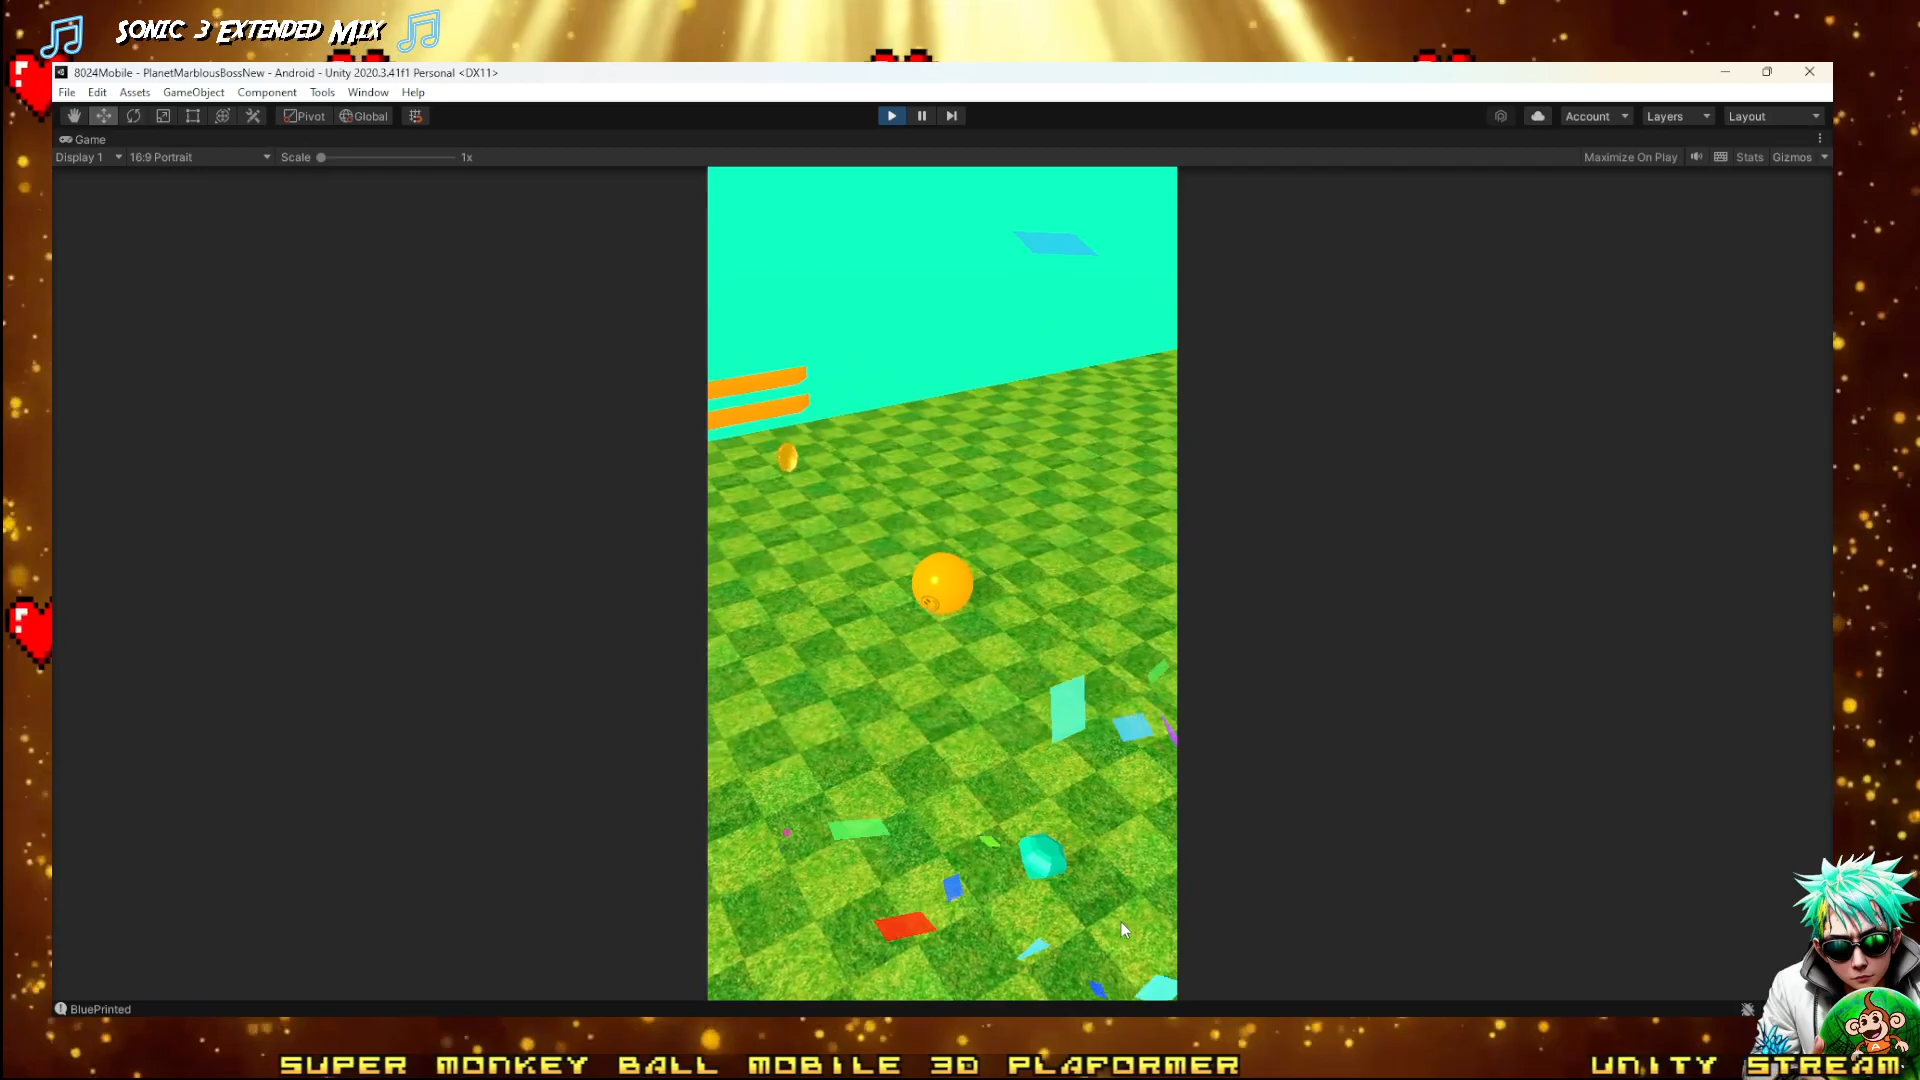 Sonic 3 Extended Mix
8024Mobile - PlanetMarblousBossNew - Android - Unity 2020.3.41f1 Personal <DX11>
File Edit Assets GameObject Component Tools Window Help
Pivot Global Account Layers Layout
Game
Display 1 16:9 Portrait Scale 1x Maximize On Play Stats Gizmos
BluePrinted
SUPER MONKEY BALL MOBILE 3D PLAFORMER UNITY STREAM